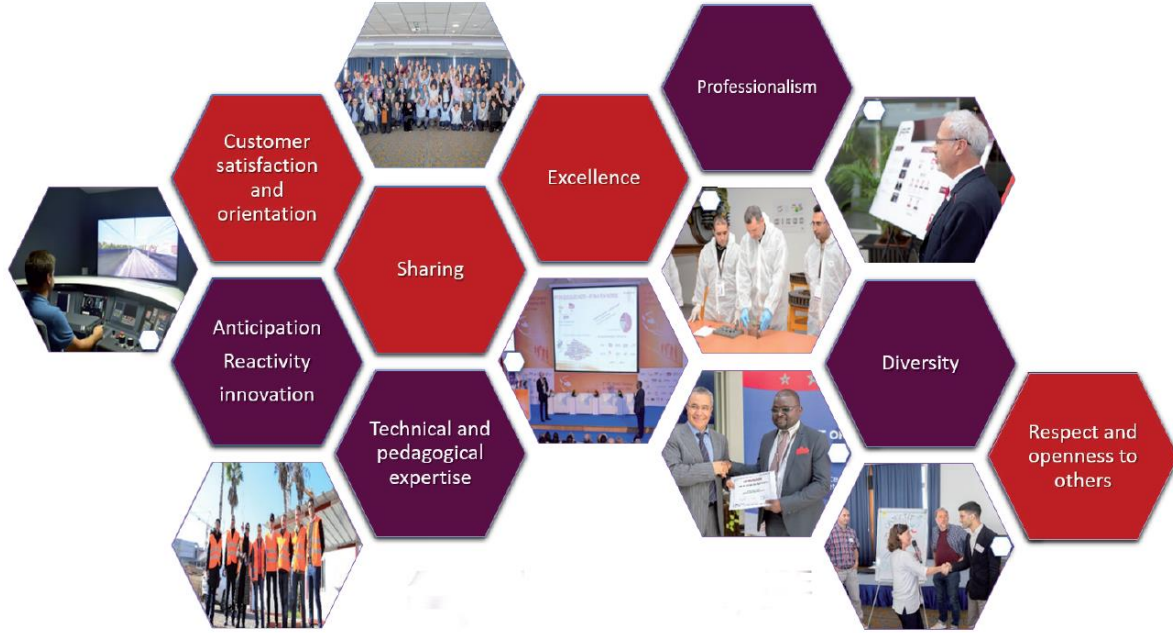 Professionalism
Customer
satisfaction
and
orientation
Excellence
Sharing
Anticipation
Reactivity
innovation
Diversity
Technical and
pedagogical
expertise
Respect and
openness to
others